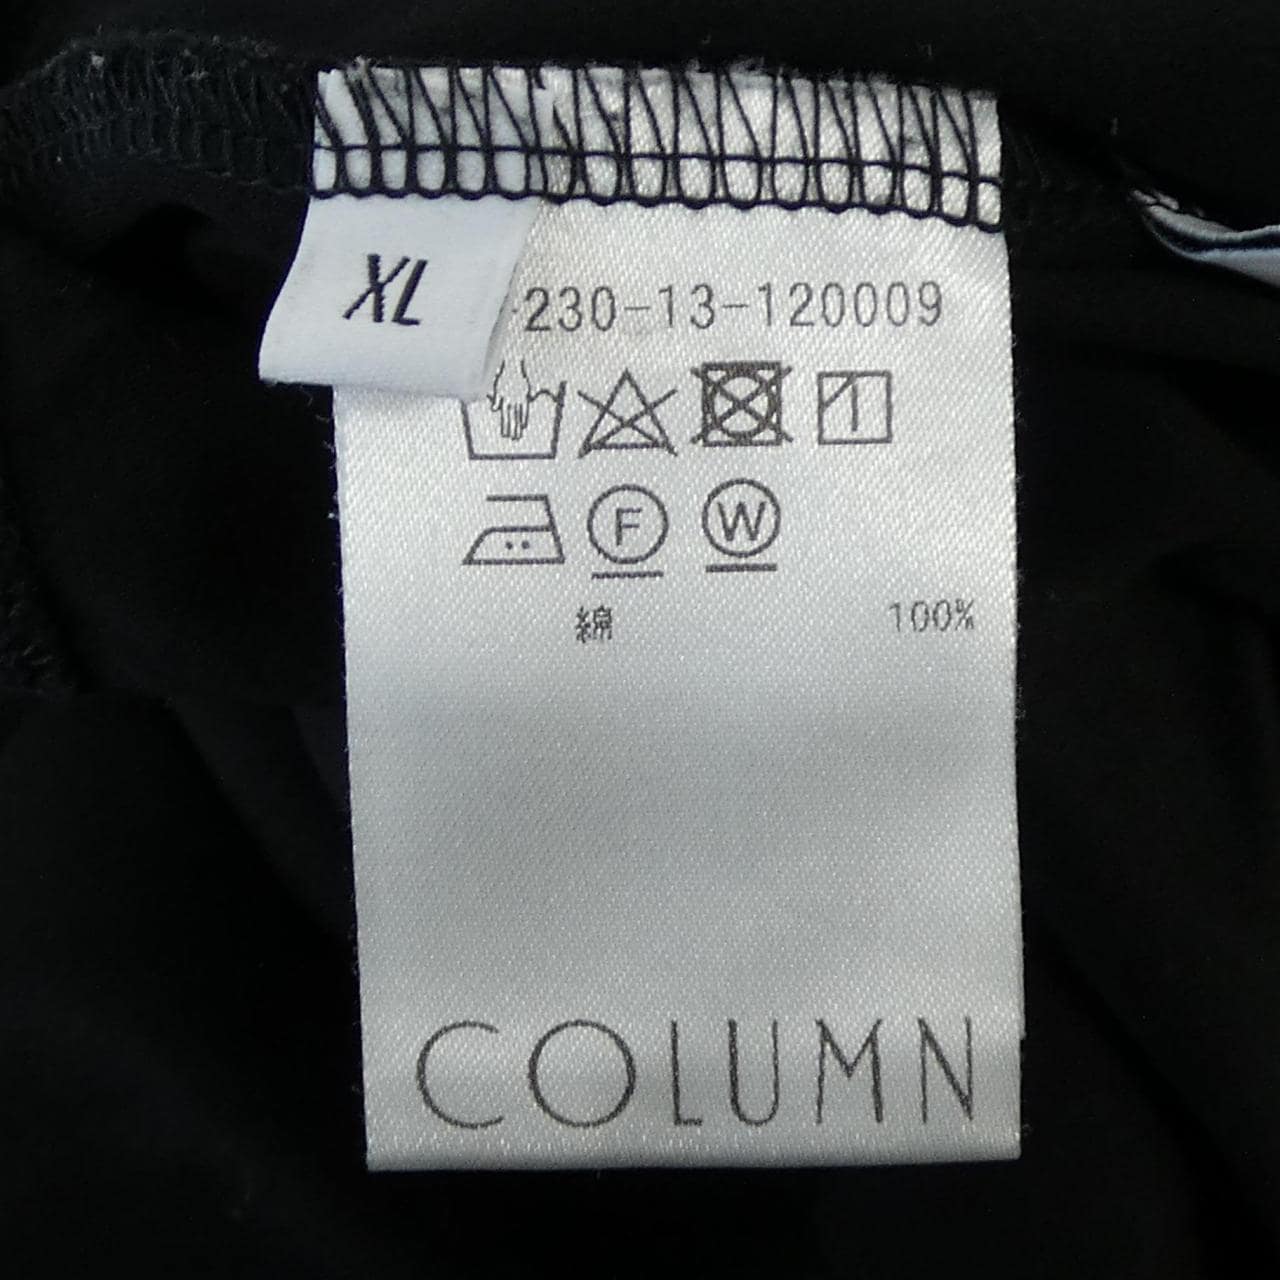 XL
-230-13-120009
F W
綿 100%
COLUMN